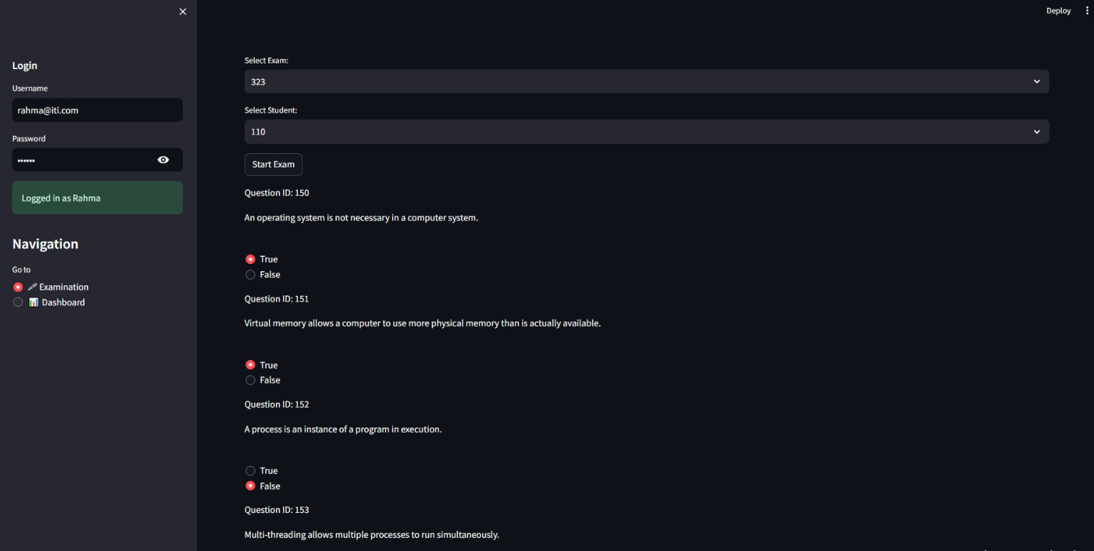 Deploy
Login
Username
rahma@iti.com
Password
••••••
Logged in as Rahma
Navigation
Go to
Examination
Dashboard
Select Exam:
323
Select Student:
110
Start Exam
Question ID: 150
An operating system is not necessary in a computer system.
True
False
Question ID: 151
Virtual memory allows a computer to use more physical memory than is actually available.
True
False
Question ID: 152
A process is an instance of a program in execution.
True
False
Question ID: 153
Multi-threading allows multiple processes to run simultaneously.